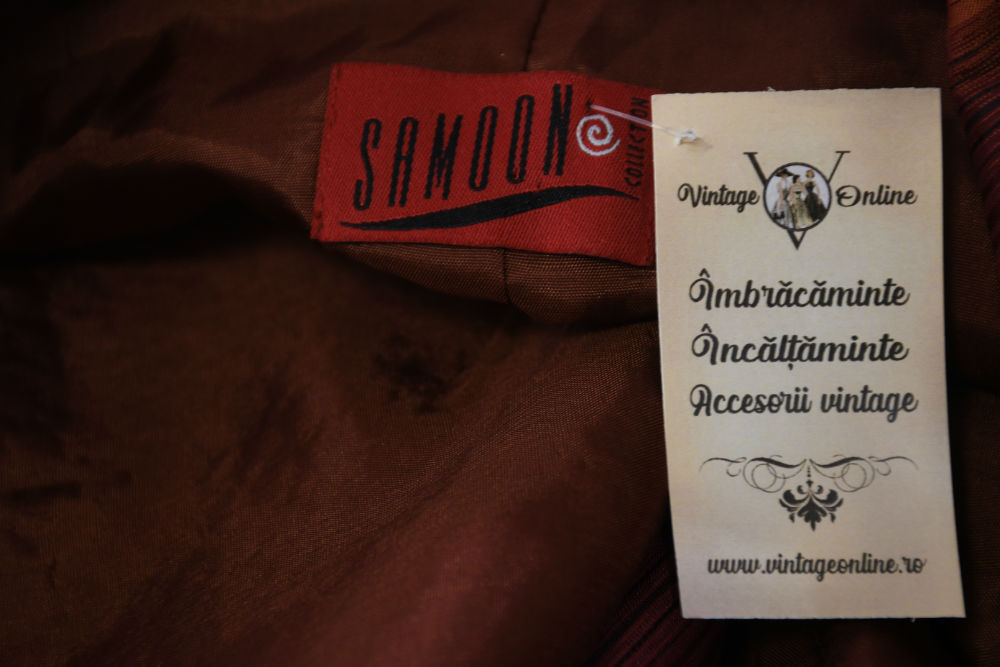 SAMOON
COLLECTION
Vintage Online
Îmbrăcăminte
Încălțăminte
Accesorii vintage
www.vintageonline.ro